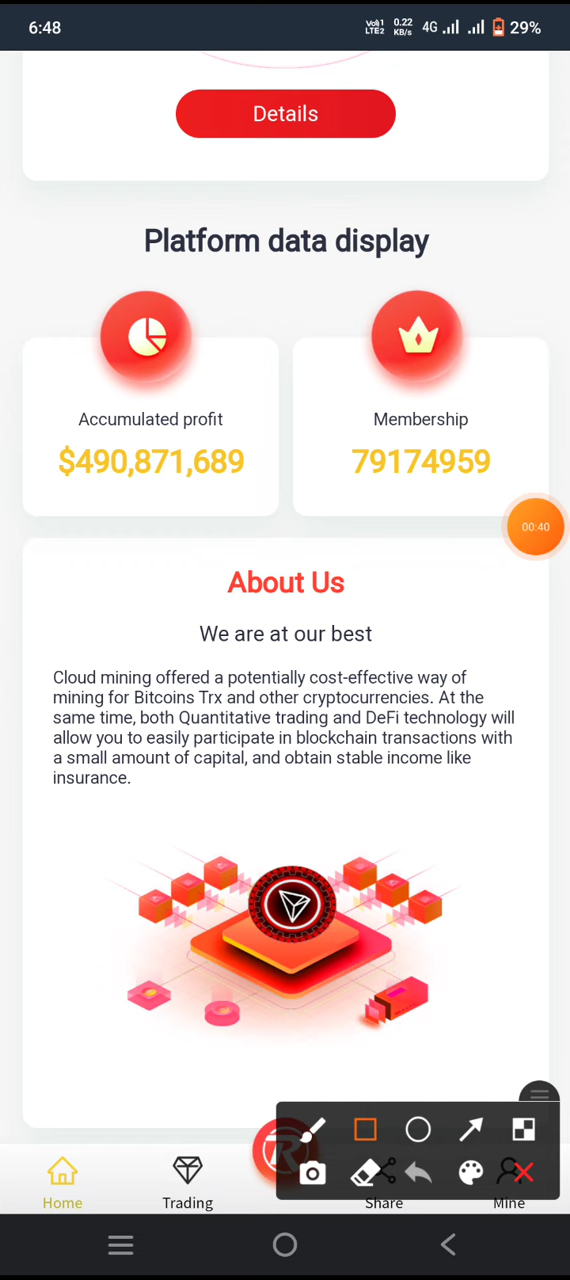 6:48
Vol) 1
LTE2
0.22
KB/s
4G
29%
Details
Platform data display
Accumulated profit
Membership
$490,871,689
79174959
00:40
About Us
We are at our best
Cloud mining offered a potentially cost-effective way of
mining for Bitcoins Trx and other cryptocurrencies. At the
same time, both Quantitative trading and DeFi technology will
allow you to easily participate in blockchain transactions with
a small amount of capital, and obtain stable income like
insurance.
Home
Trading
Share
Mine